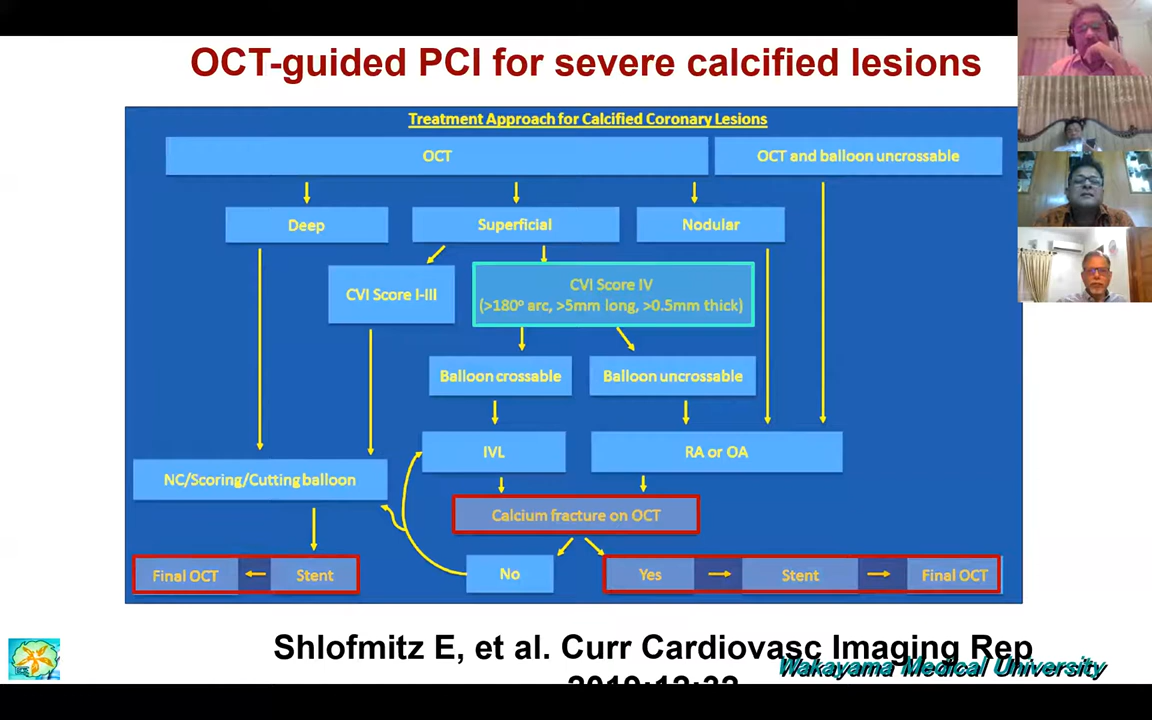 OCT-guided PCI for severe calcified lesions
Treatment Approach for Calcified Coronary Lesions
OCT
OCT and balloon uncrossable
Deep
Superficial
Nodular
CVI Score I-III
CVI Score IV
(>180º arc, >5mm long, >0.5mm thick)
Balloon crossable
Balloon uncrossable
IVL
RA or OA
NC/Scoring/Cutting balloon
Calcium fracture on OCT
Final OCT
Stent
No
Yes
Stent
Final OCT
Shlofmitz E, et al. Curr Cardiovasc Imaging Rep
Wakayama Medical University